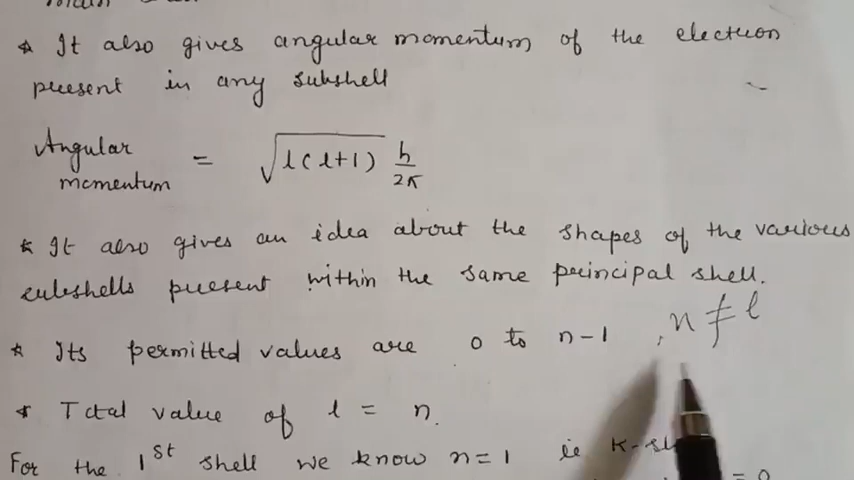 * It also gives angular momentum of the electron
present in any subshell
Angular momentum = √l(l+1) h/2π
* It also gives an idea about the shapes of the various
subshells present within the same principal shell.
* Its permitted values are 0 to n-1 , n ≠ l
* Total value of l = n.
For the 1st shell we know n=1 ie K-
= 0